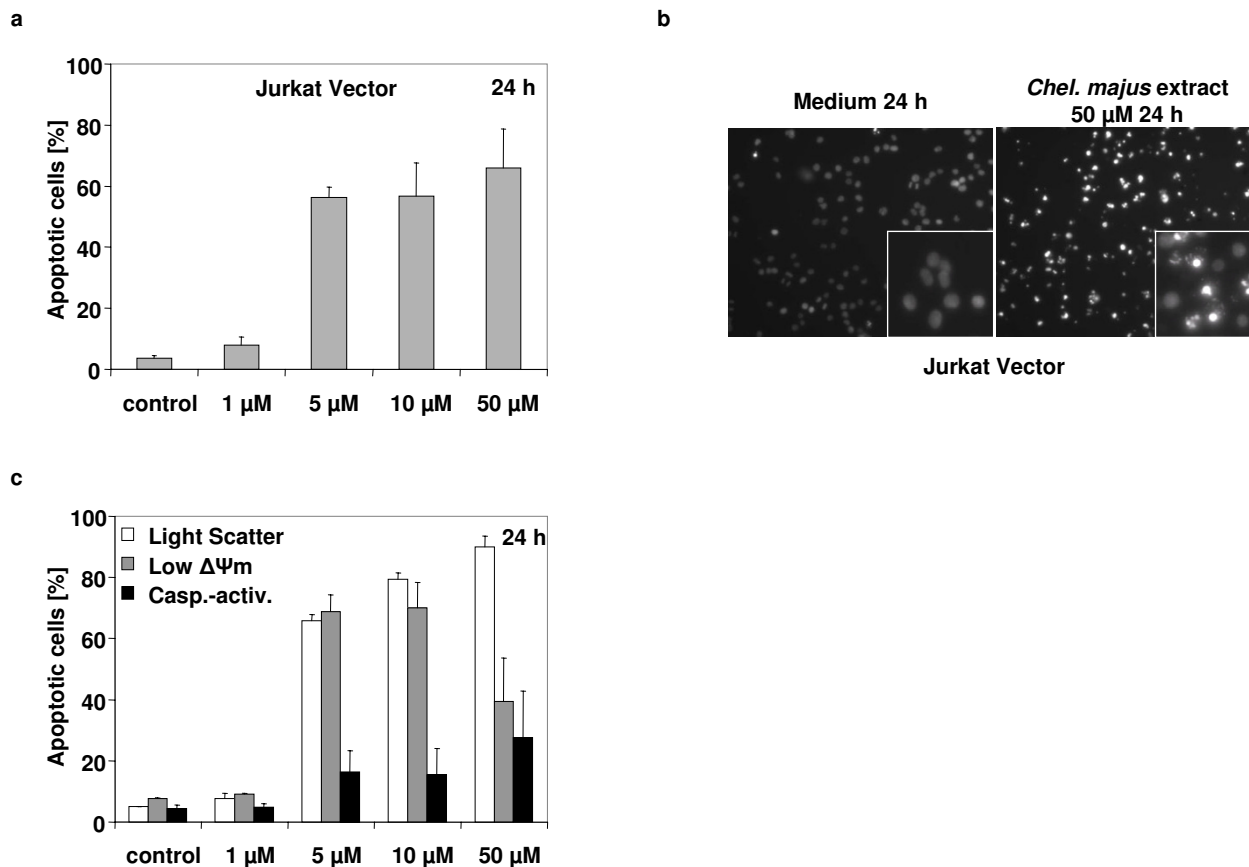 a
100
80
60
40
20
0
Apoptotic cells [%]
Jurkat Vector 24 h
control 1 µM 5 µM 10 µM 50 µM
b
Medium 24 h
Chel. majus extract
50 µM 24 h
Jurkat Vector
c
100
80
60
40
20
0
Apoptotic cells [%]
Light Scatter
Low ΔΨm
Casp.-activ.
24 h
control 1 µM 5 µM 10 µM 50 µM